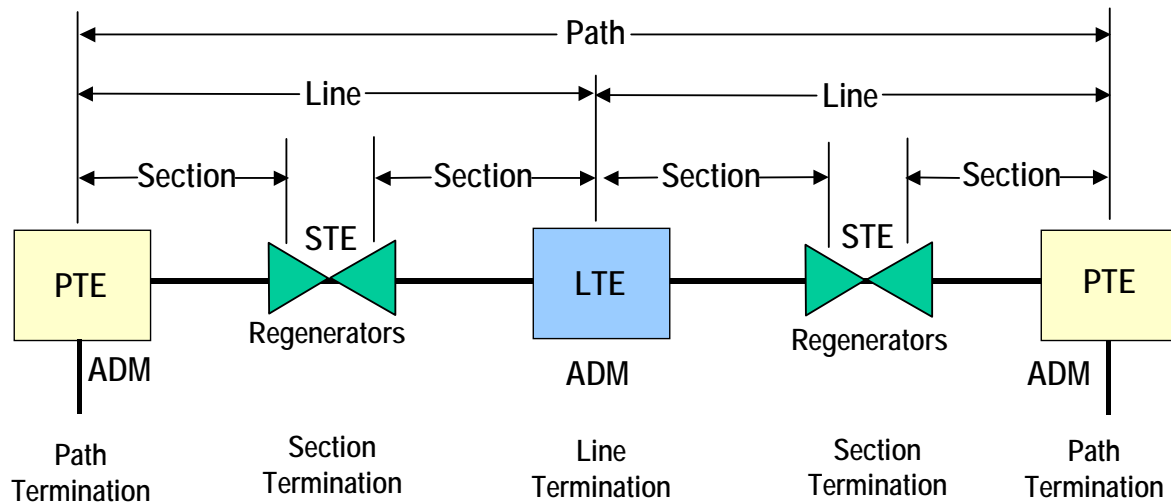 Path
Line Line
Section Section Section Section
STE STE
PTE LTE PTE
Regenerators Regenerators
ADM ADM ADM
Path Section Line Section Path
Termination Termination Termination Termination Termination